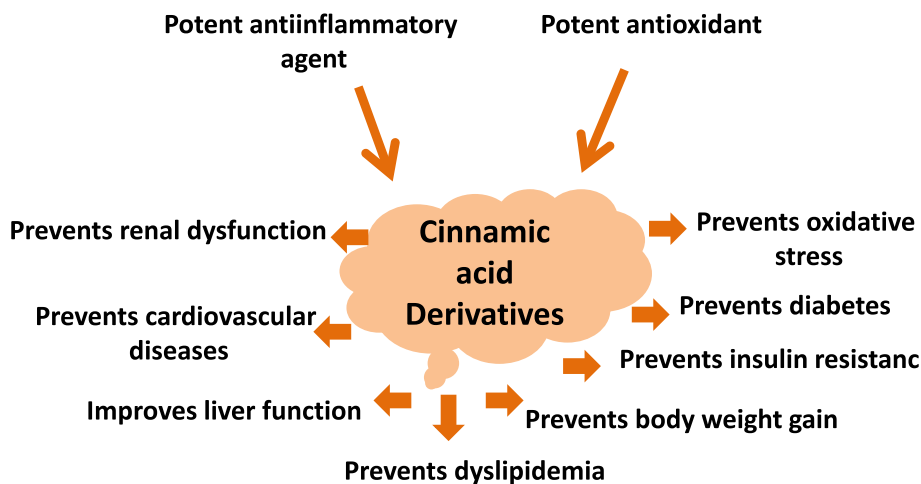 Potent antiinflammatory
agent
Potent antioxidant
Cinnamic
acid
Derivatives
Prevents renal dysfunction
Prevents cardiovascular
diseases
Improves liver function
Prevents dyslipidemia
Prevents body weight gain
Prevents insulin resistanc
Prevents diabetes
Prevents oxidative
stress